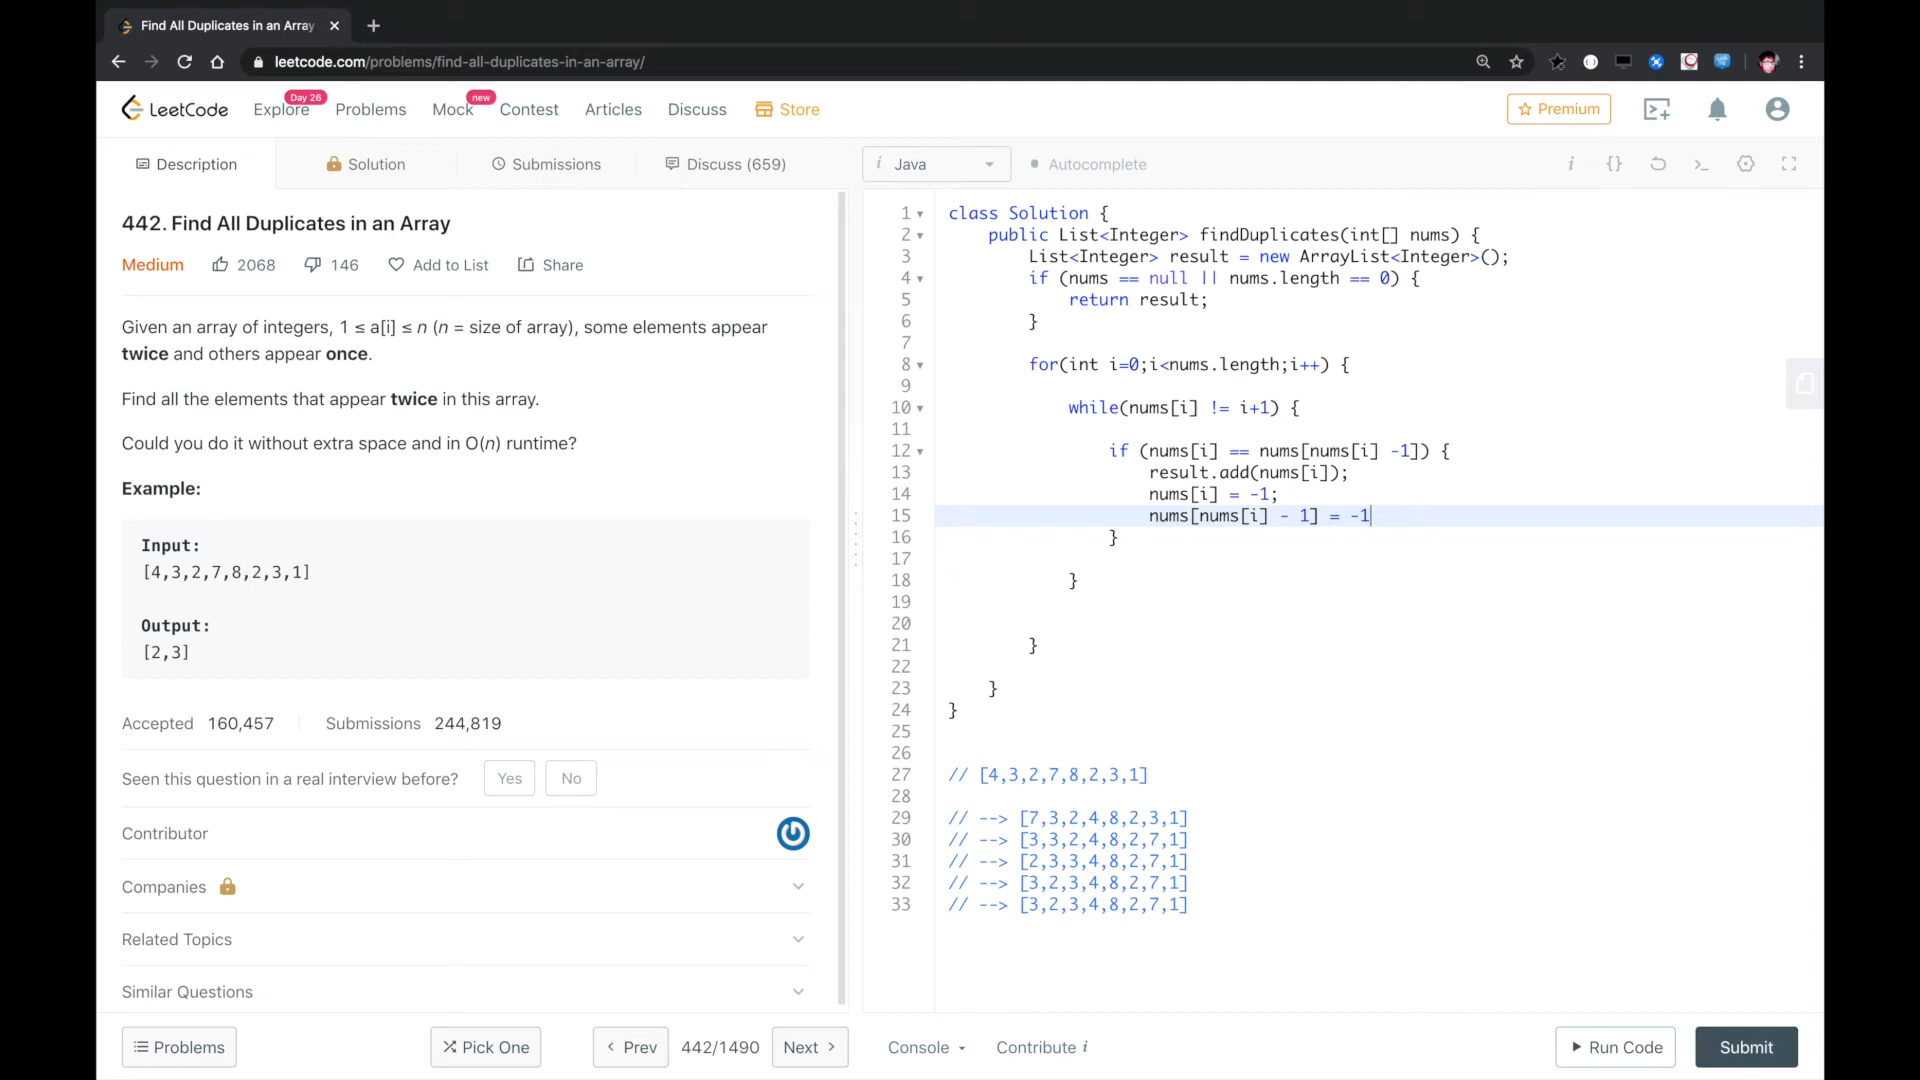 Find All Duplicates in an Array
leetcode.com/problems/find-all-duplicates-in-an-array/
LeetCode
Explore
Day 26
Problems
Mock
new
Contest
Articles
Discuss
Store
Premium
Description
Solution
Submissions
Discuss (659)
i Java
Autocomplete
442. Find All Duplicates in an Array
Medium 2068 146 Add to List Share
Given an array of integers, 1 ≤ a[i] ≤ n (n = size of array), some elements appear
twice and others appear once.
Find all the elements that appear twice in this array.
Could you do it without extra space and in O(n) runtime?
Example:
Input:
[4,3,2,7,8,2,3,1]
Output:
[2,3]
Accepted 160,457 Submissions 244,819
Seen this question in a real interview before? Yes No
Contributor
Companies
Related Topics
Similar Questions
1 class Solution {
2 public List<Integer> findDuplicates(int[] nums) {
3 List<Integer> result = new ArrayList<Integer>();
4 if (nums == null || nums.length == 0) {
5 return result;
6 }
7
8 for(int i=0;i<nums.length;i++) {
9
10 while(nums[i] != i+1) {
11
12 if (nums[i] == nums[nums[i] -1]) {
13 result.add(nums[i]);
14 nums[i] = -1;
15 nums[nums[i] - 1] = -1
16 }
17
18 }
19
20
21 }
22
23 }
24 }
25
26
27 // [4,3,2,7,8,2,3,1]
28
29 // --> [7,3,2,4,8,2,3,1]
30 // --> [3,3,2,4,8,2,7,1]
31 // --> [2,3,3,4,8,2,7,1]
32 // --> [3,2,3,4,8,2,7,1]
33 // --> [3,2,3,4,8,2,7,1]
Problems
Pick One
Prev
442/1490
Next
Console
Contribute i
Run Code
Submit